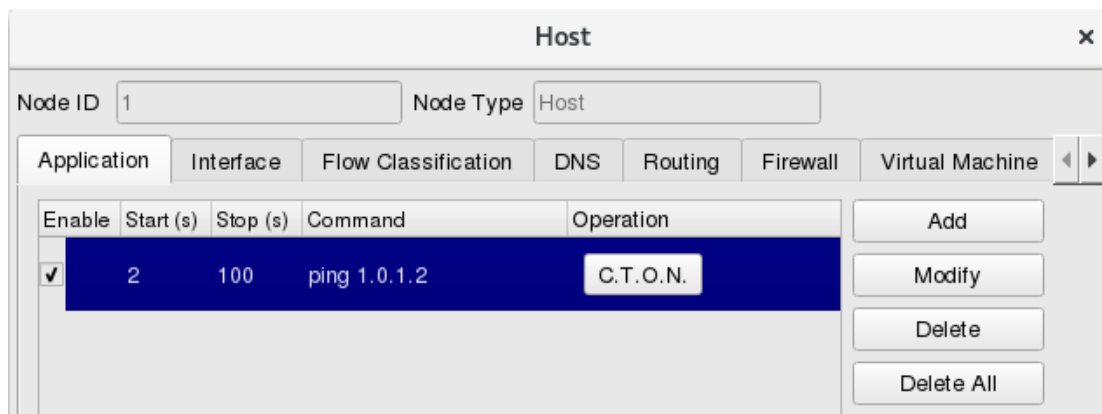 Host
Node ID 1 Node Type Host
Application Interface Flow Classification DNS Routing Firewall Virtual Machine
Enable Start (s) Stop (s) Command Operation
2 100 ping 1.0.1.2 C.T.O.N.
Add
Modify
Delete
Delete All